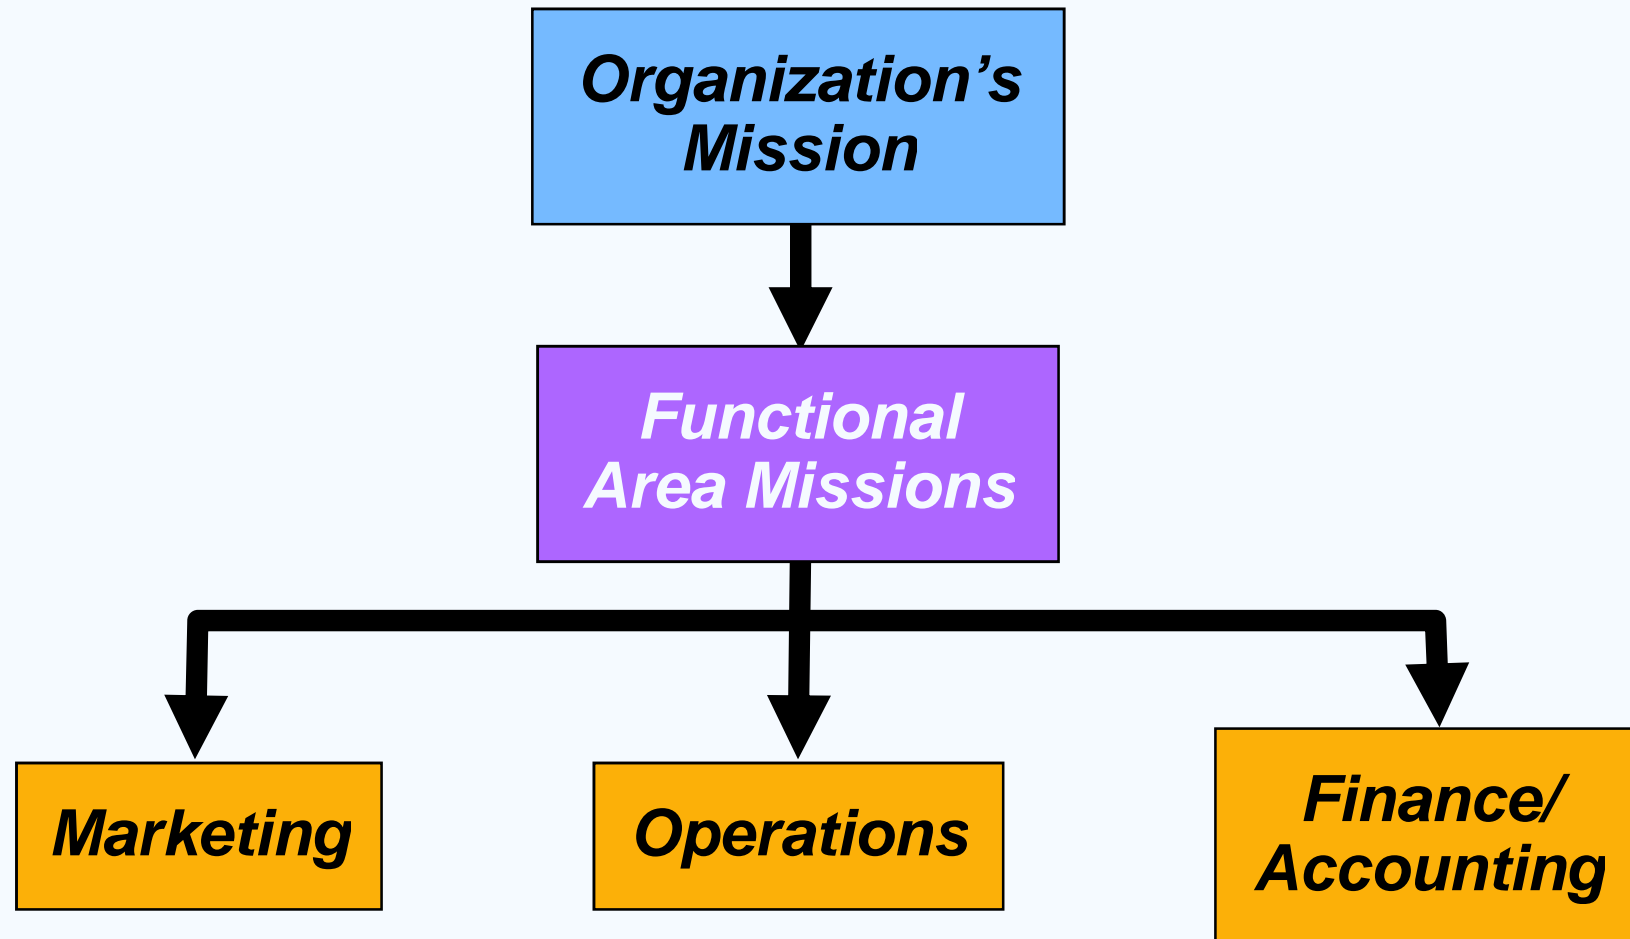 Organization’s
Mission
Functional
Area Missions
Marketing
Operations
Finance/
Accounting